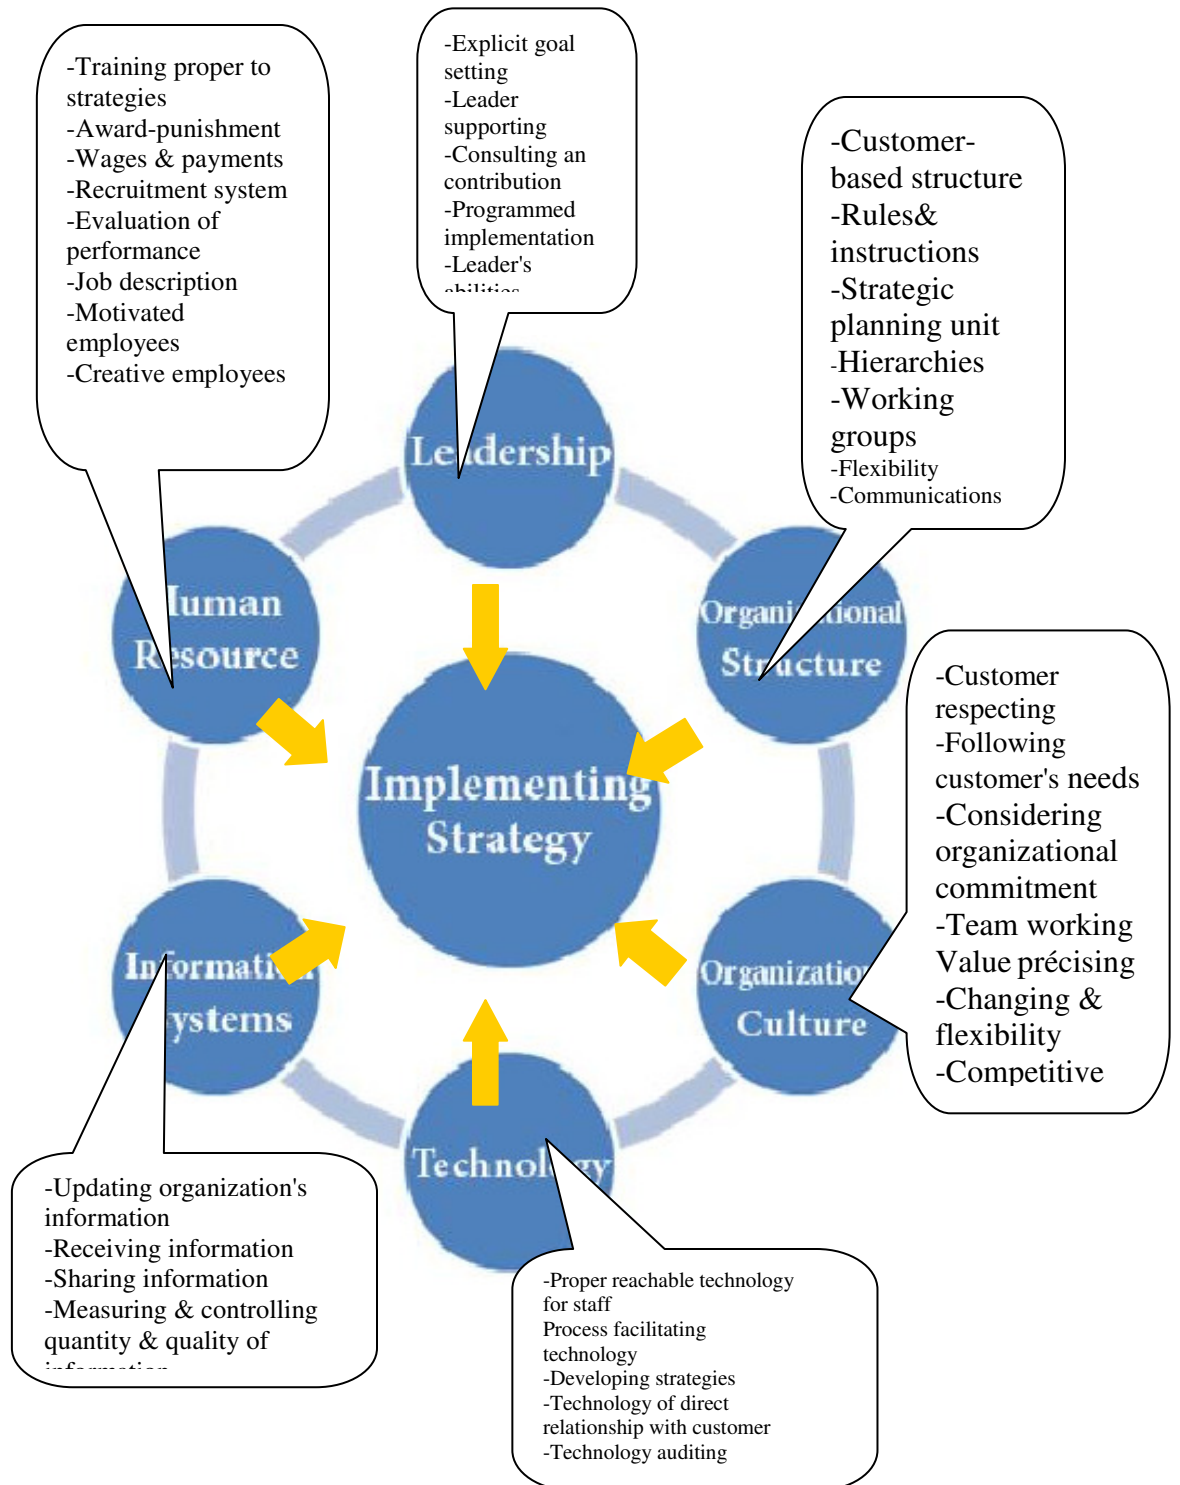 -Training proper to
strategies
-Award-punishment
-Wages & payments
-Recruitment system
-Evaluation of
performance
-Job description
-Motivated
employees
-Creative employees
-Explicit goal
setting
-Leader
supporting
-Consulting an
contribution
-Programmed
implementation
-Leader's
abilities
-Customer-
based structure
-Rules&
instructions
-Strategic
planning unit
-Hierarchies
-Working
groups
-Flexibility
-Communications
Leadership
Human
Resource
Organizational
Structure
-Customer
respecting
-Following
customer's needs
-Considering
organizational
commitment
-Team working
Value précising
-Changing &
flexibility
-Competitive
Implementing
Strategy
Information
Systems
Organization
Culture
Technology
-Updating organization's
information
-Receiving information
-Sharing information
-Measuring & controlling
quantity & quality of
information
-Proper reachable technology
for staff
Process facilitating
technology
-Developing strategies
-Technology of direct
relationship with customer
-Technology auditing